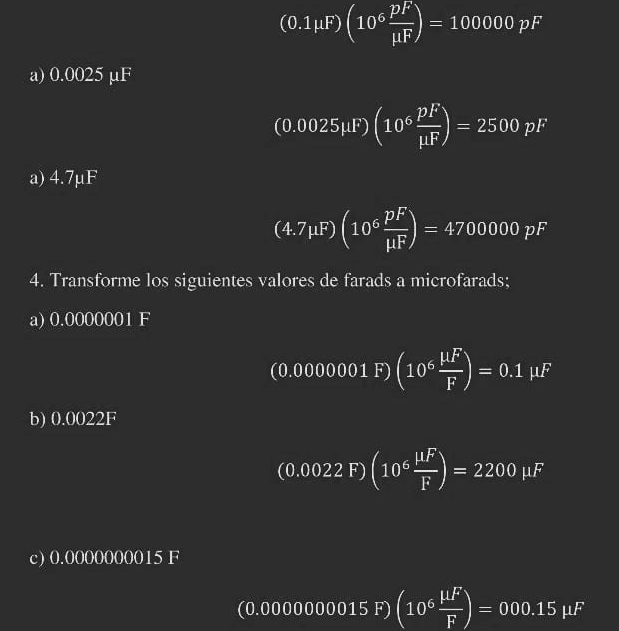 (0.1µF) (10⁶ pF/µF) = 100000 pF
a) 0.0025 µF
(0.0025µF) (10⁶ pF/µF) = 2500 pF
a) 4.7µF
(4.7µF) (10⁶ pF/µF) = 4700000 pF
4. Transforme los siguientes valores de farads a microfarads;
a) 0.0000001 F
(0.0000001 F) (10⁶ µF/F) = 0.1 µF
b) 0.0022F
(0.0022 F) (10⁶ µF/F) = 2200 µF
c) 0.0000000015 F
(0.0000000015 F) (10⁶ µF/F) = 000.15 µF